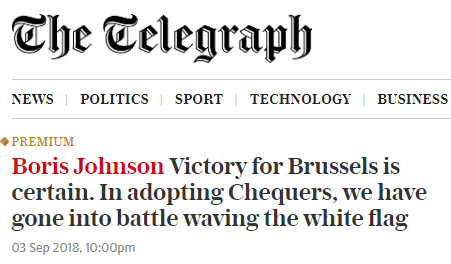 The Telegraph
NEWS | POLITICS | SPORT | TECHNOLOGY | BUSINESS
PREMIUM
Boris Johnson Victory for Brussels is
certain. In adopting Chequers, we have
gone into battle waving the white flag
03 Sep 2018, 10:00pm